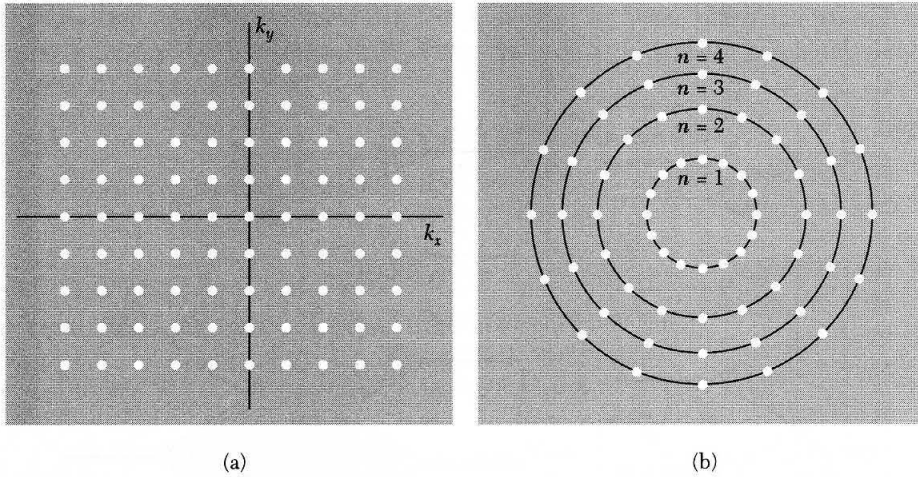 k_y
k_x
(a)
n = 4
n = 3
n = 2
n = 1
(b)